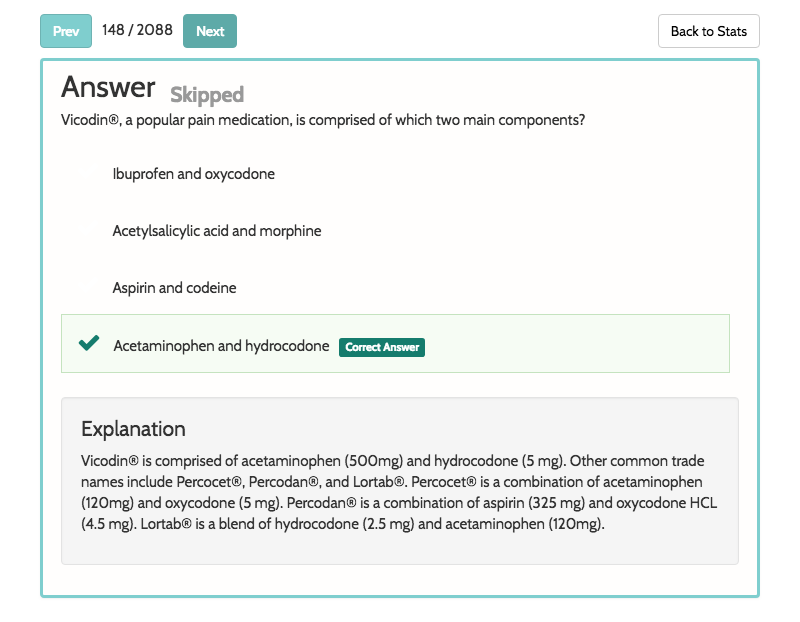 Prev 148 / 2088 Next Back to Stats
Answer Skipped
Vicodin®, a popular pain medication, is comprised of which two main components?
Ibuprofen and oxycodone
Acetylsalicylic acid and morphine
Aspirin and codeine
Acetaminophen and hydrocodone Correct Answer
Explanation
Vicodin® is comprised of acetaminophen (500mg) and hydrocodone (5 mg). Other common trade
names include Percocet®, Percodan®, and Lortab®. Percocet® is a combination of acetaminophen
(120mg) and oxycodone (5 mg). Percodan® is a combination of aspirin (325 mg) and oxycodone HCL
(4.5 mg). Lortab® is a blend of hydrocodone (2.5 mg) and acetaminophen (120mg).